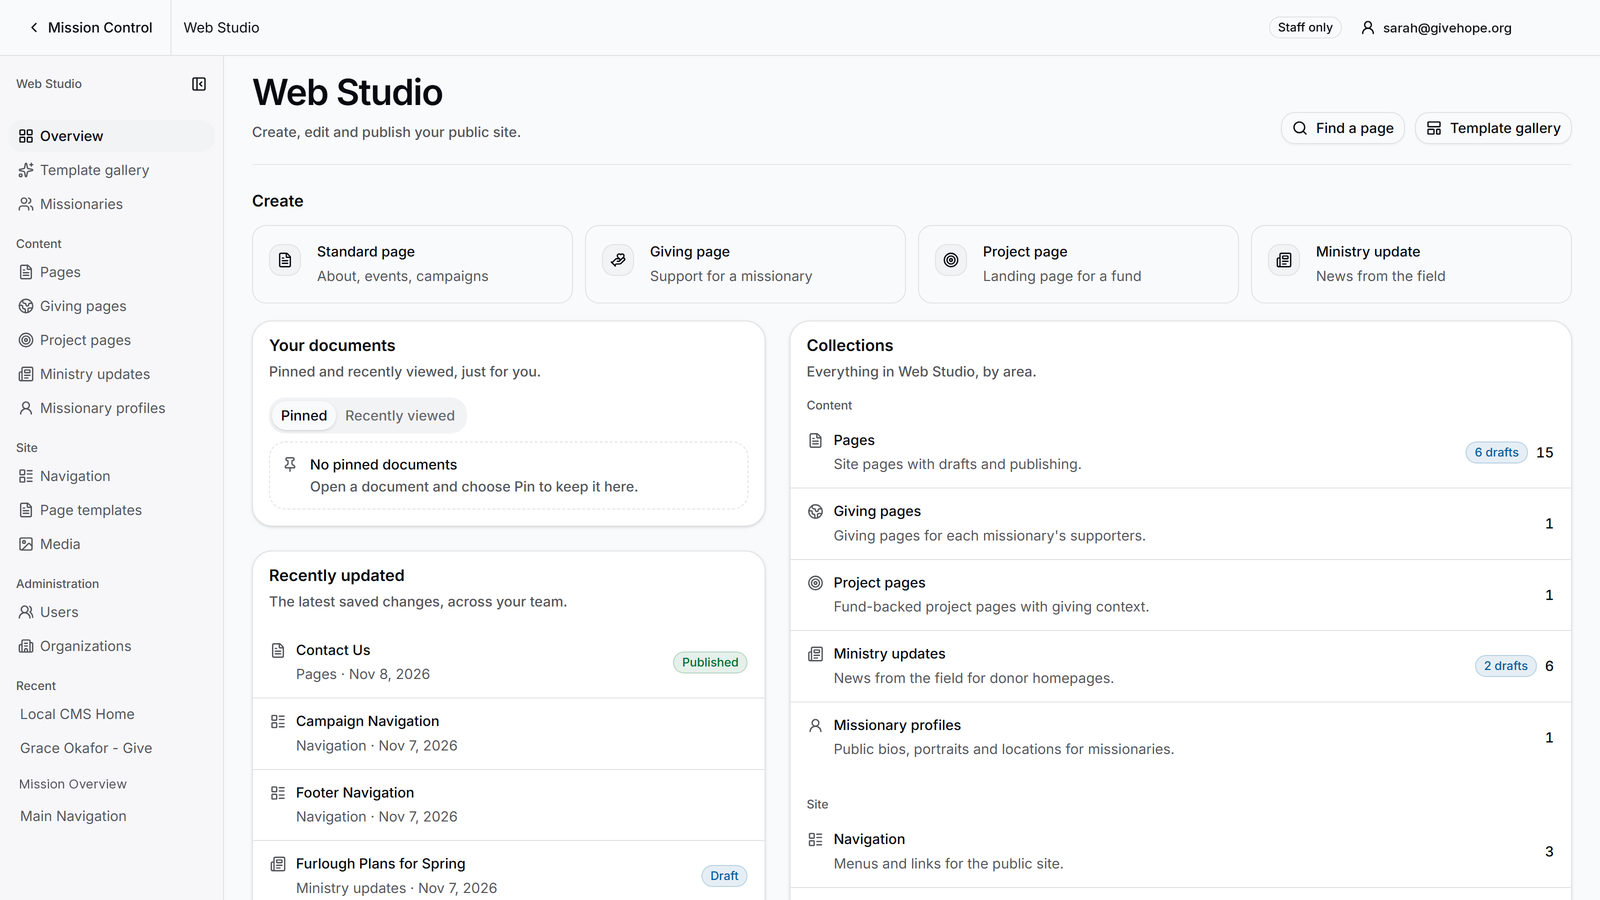 Mission Control
Web Studio
Staff only
sarah@givehope.org
Web Studio
Overview
Template gallery
Missionaries
Content
Pages
Giving pages
Project pages
Ministry updates
Missionary profiles
Site
Navigation
Page templates
Media
Administration
Users
Organizations
Recent
Local CMS Home
Grace Okafor - Give
Mission Overview
Main Navigation
Web Studio
Create, edit and publish your public site.
Find a page
Template gallery
Create
Standard page
About, events, campaigns
Giving page
Support for a missionary
Project page
Landing page for a fund
Ministry update
News from the field
Your documents
Pinned and recently viewed, just for you.
Pinned
Recently viewed
No pinned documents
Open a document and choose Pin to keep it here.
Recently updated
The latest saved changes, across your team.
Contact Us
Pages · Nov 8, 2026
Published
Campaign Navigation
Navigation · Nov 7, 2026
Footer Navigation
Navigation · Nov 7, 2026
Furlough Plans for Spring
Ministry updates · Nov 7, 2026
Draft
Collections
Everything in Web Studio, by area.
Content
Pages
Site pages with drafts and publishing.
6 drafts
15
Giving pages
Giving pages for each missionary's supporters.
1
Project pages
Fund-backed project pages with giving context.
1
Ministry updates
News from the field for donor homepages.
2 drafts
6
Missionary profiles
Public bios, portraits and locations for missionaries.
1
Site
Navigation
Menus and links for the public site.
3